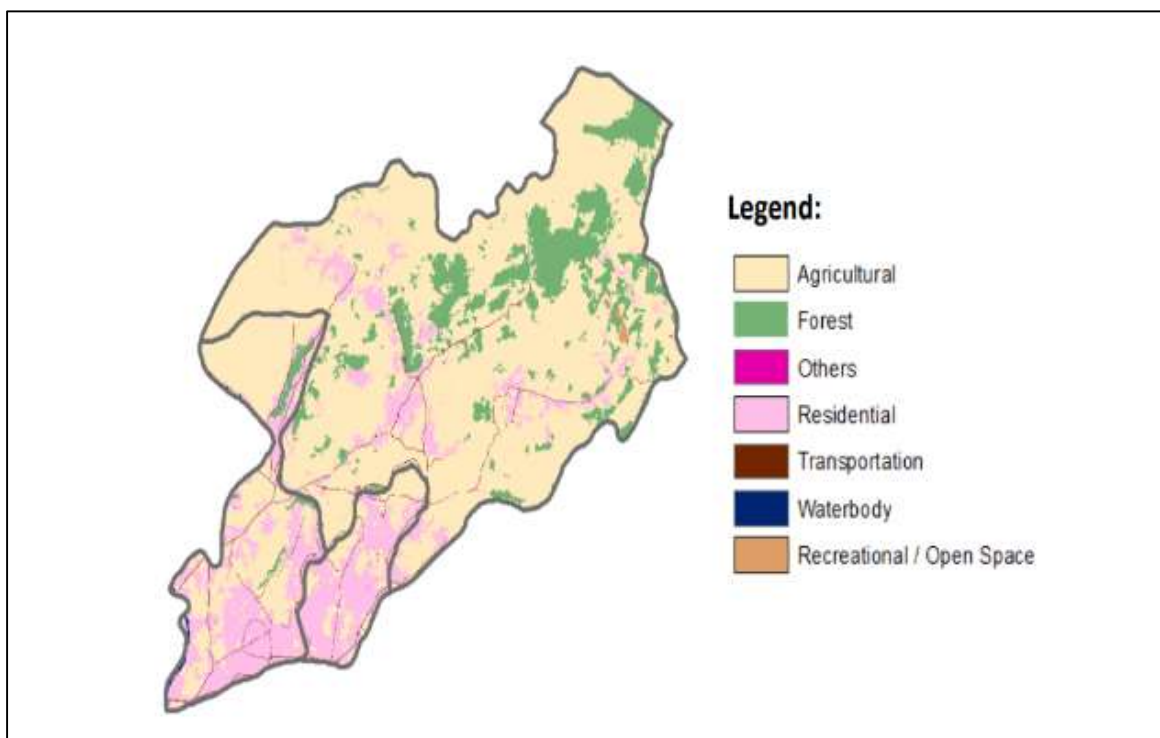 Legend:
Agricultural
Forest
Others
Residential
Transportation
Waterbody
Recreational / Open Space